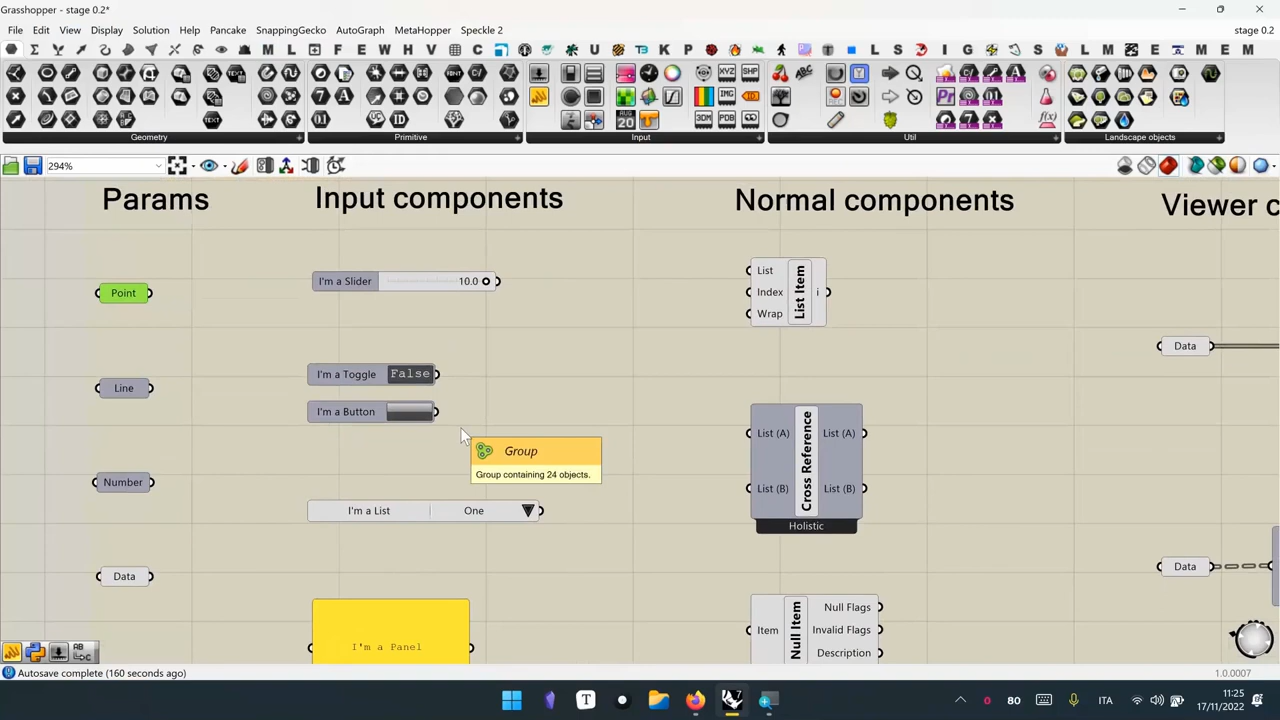 Grasshopper - stage 0.2*
File Edit View Display Solution Help Pancake SnappingGecko AutoGraph MetaHopper Speckle 2
stage 0.2*
Geometry Primitive Input Util Landscape objects
294%
Params Input components Normal components Viewer c
I'm a Slider 10.0
Point
List
Index
Wrap
List Item
i
Data
I'm a Toggle False
Line
I'm a Button
List (A) List (A)
Cross Reference
List (B) List (B)
Holistic
Group
Group containing 24 objects.
Number
I'm a List One
Data
Data
I'm a Panel
Null Item
Item
Null Flags
Invalid Flags
Description
Autosave complete (160 seconds ago)
1.0.0007
0 80 ITA
11:25
17/11/2022